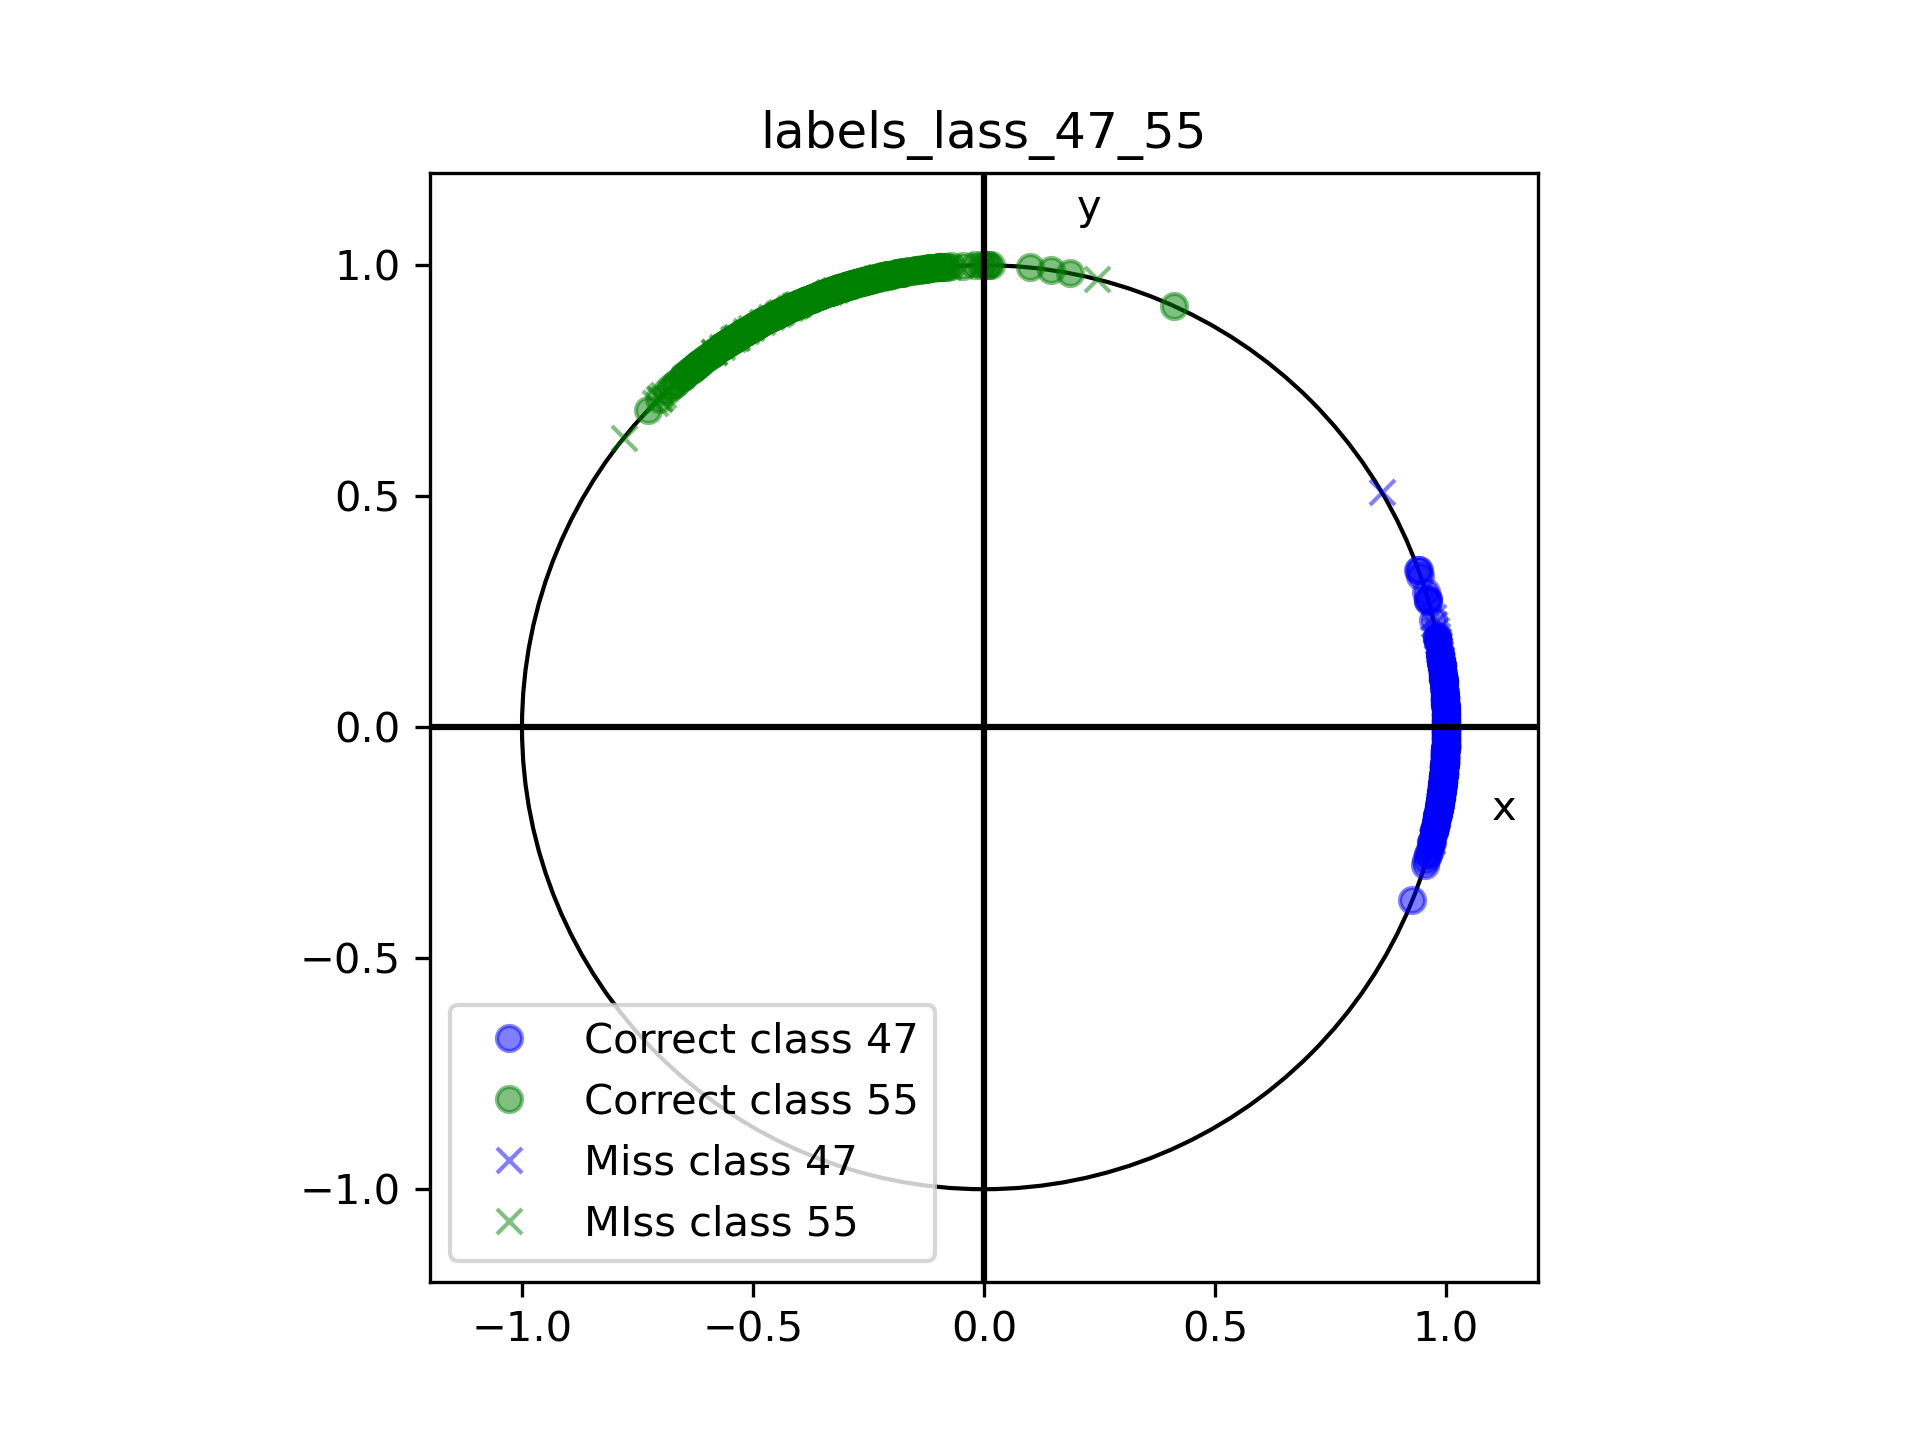 labels_lass_47_55
y
1.0
0.5
0.0
x
−0.5
Correct class 47
Correct class 55
Miss class 47
−1.0
MIss class 55
−1.0 −0.5 0.0 0.5 1.0